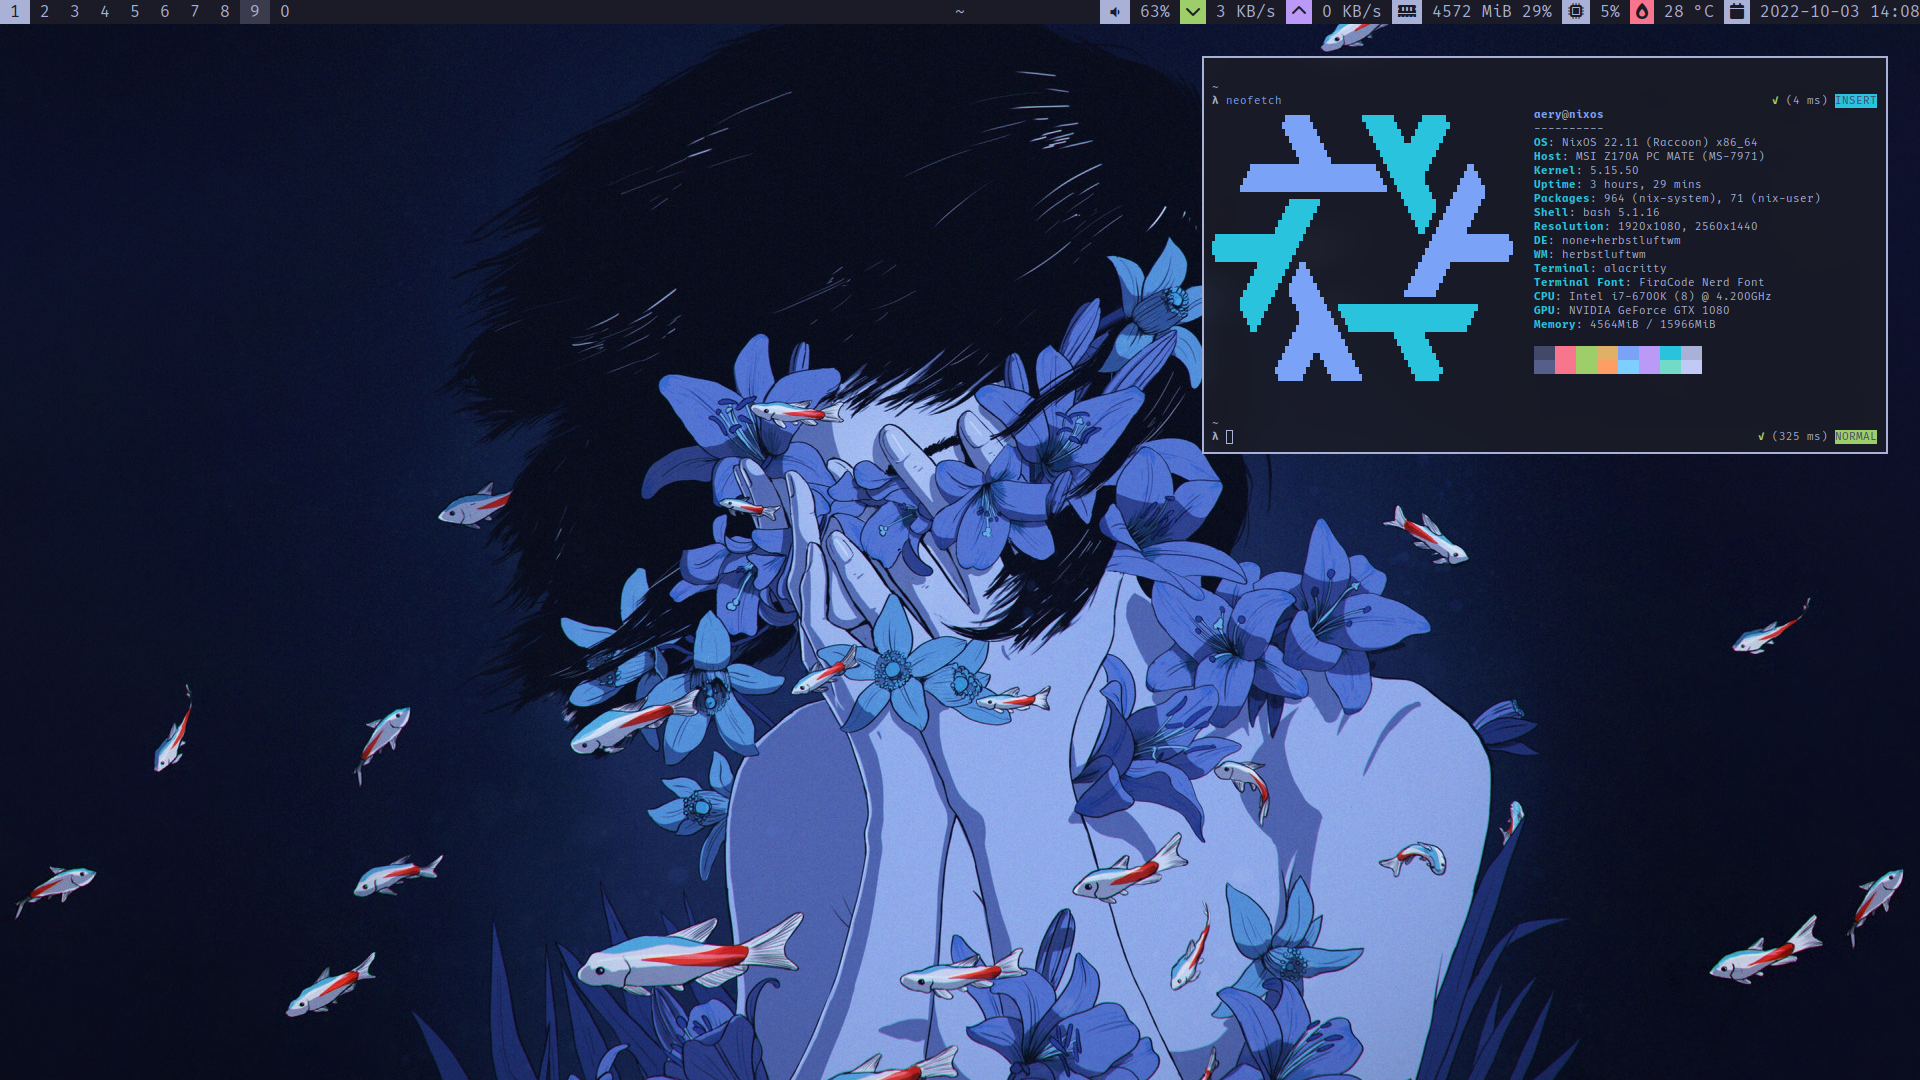 1 2 3 4 5 6 7 8 9 0 ~ 63% 3 KB/s 0 KB/s 4572 MiB 29% 5% 28 °C 2022-10-03 14:08
~
λ neofetch √ (4 ms) INSERT
aery@nixos
----------
OS: NixOS 22.11 (Raccoon) x86_64
Host: MSI Z170A PC MATE (MS-7971)
Kernel: 5.15.50
Uptime: 3 hours, 29 mins
Packages: 964 (nix-system), 71 (nix-user)
Shell: bash 5.1.16
Resolution: 1920x1080, 2560x1440
DE: none+herbstluftwm
WM: herbstluftwm
Terminal: alacritty
Terminal Font: FiraCode Nerd Font
CPU: Intel i7-6700K (8) @ 4.200GHz
GPU: NVIDIA GeForce GTX 1080
Memory: 4564MiB / 15966MiB
~
λ √ (325 ms) NORMAL